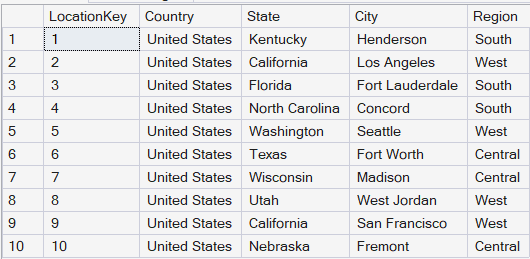 LocationKey Country State City Region
1 1 United States Kentucky Henderson South
2 2 United States California Los Angeles West
3 3 United States Florida Fort Lauderdale South
4 4 United States North Carolina Concord South
5 5 United States Washington Seattle West
6 6 United States Texas Fort Worth Central
7 7 United States Wisconsin Madison Central
8 8 United States Utah West Jordan West
9 9 United States California San Francisco West
10 10 United States Nebraska Fremont Central